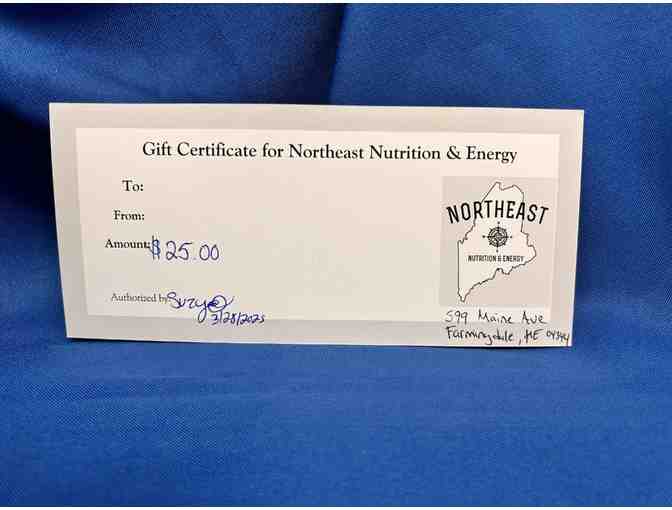 Gift Certificate for Northeast Nutrition & Energy
To:
From:
Amount: $25.00
Authorized by Suzy
3/28/2025
NORTHEAST
NUTRITION & ENERGY
599 Maine Ave
Farmingdale, ME 04344